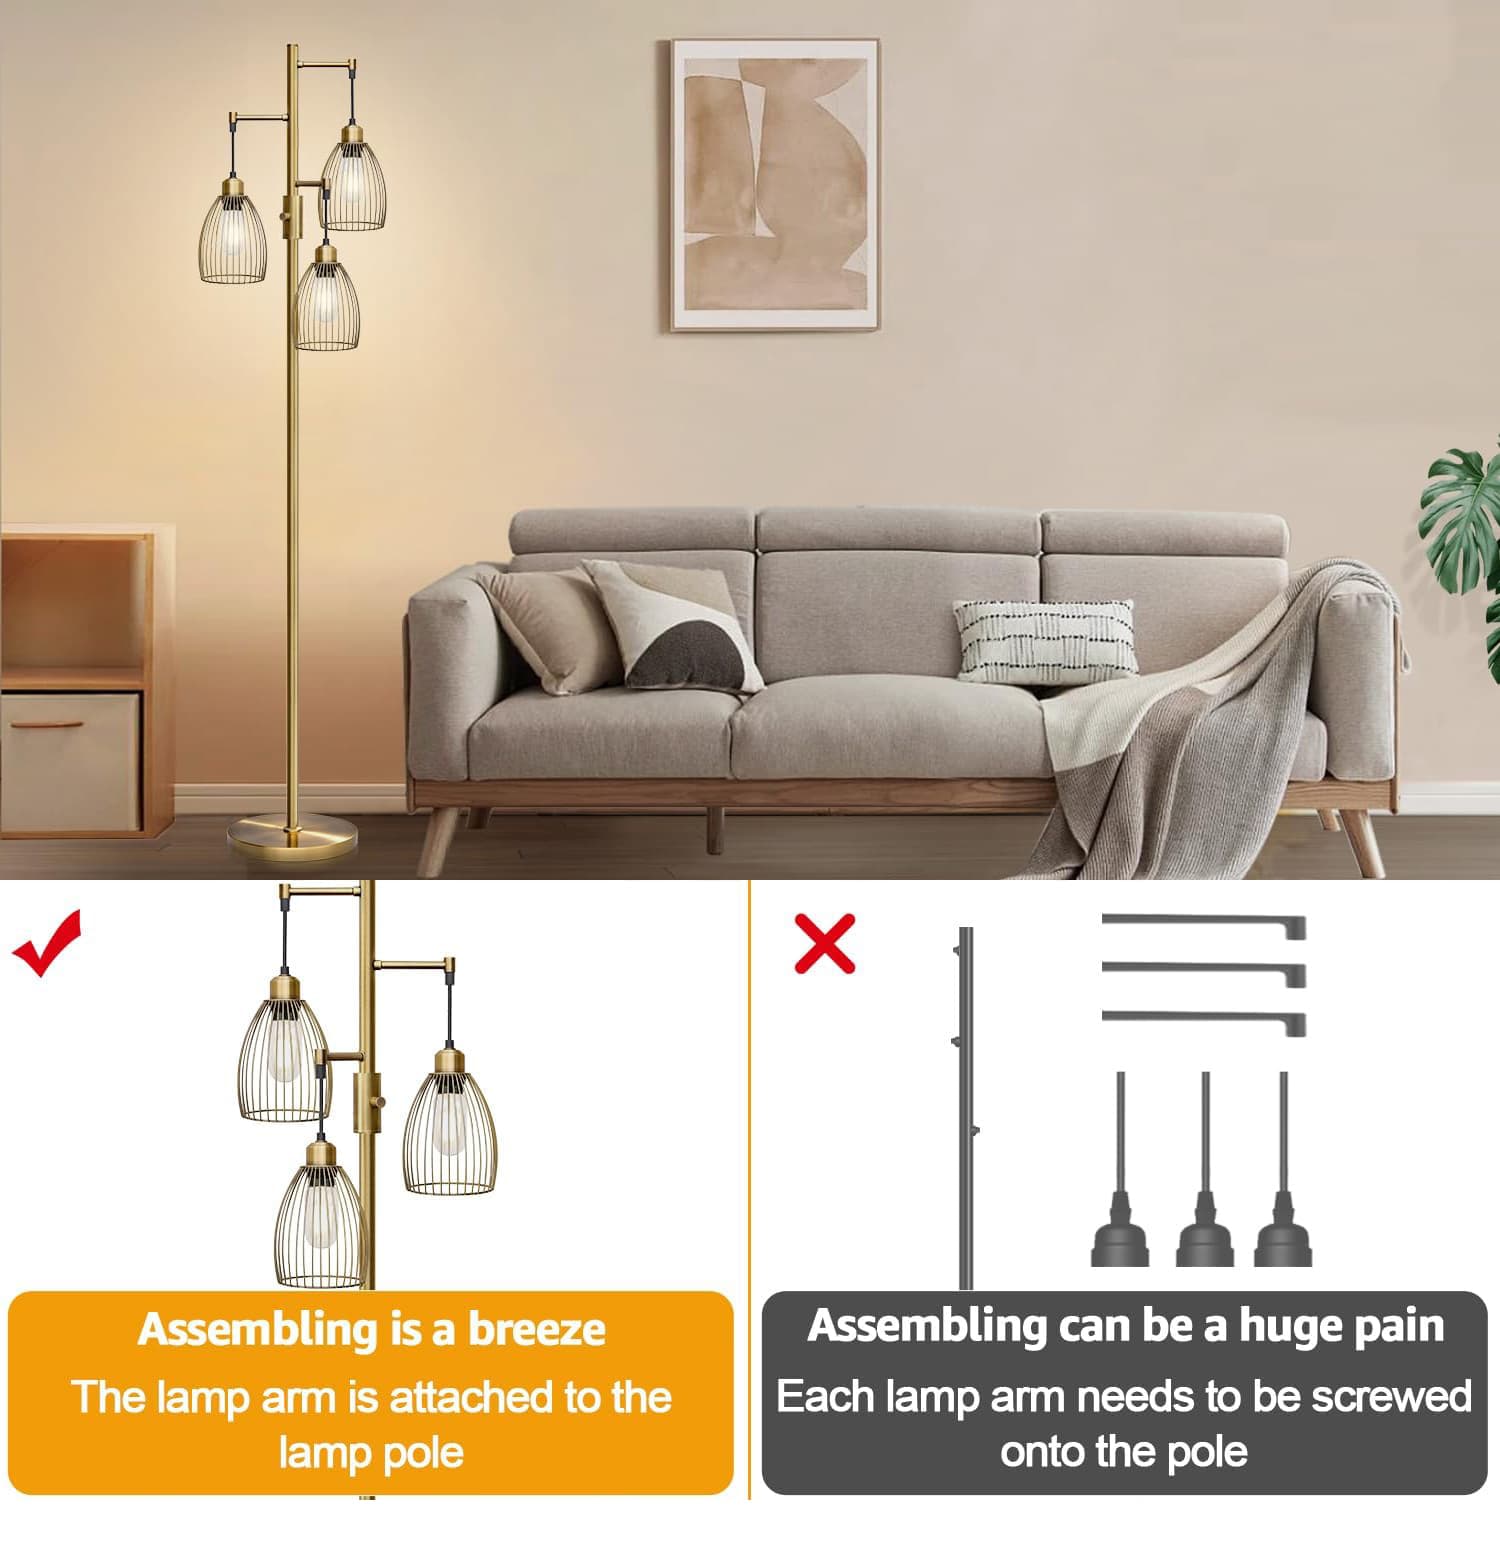 Assembling is a breeze
The lamp arm is attached to the
lamp pole
Assembling can be a huge pain
Each lamp arm needs to be screwed
onto the pole